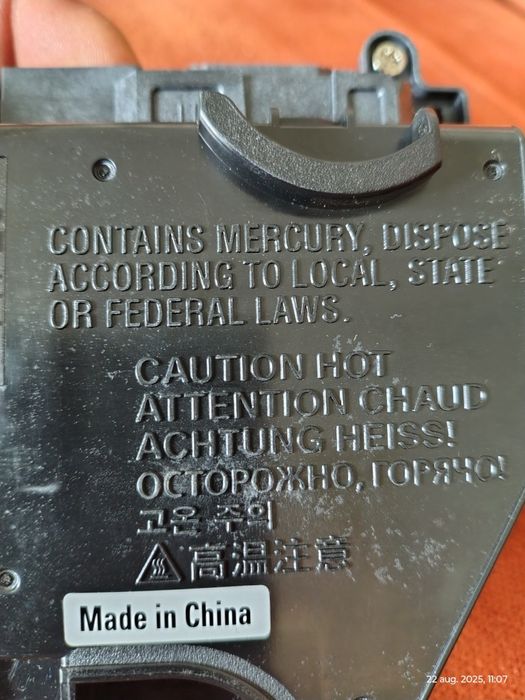 CONTAINS MERCURY, DISPOSE
ACCORDING TO LOCAL, STATE
OR FEDERAL LAWS.
CAUTION HOT
ATTENTION CHAUD
ACHTUNG HEISS!
ОСТОРОЖНО, ГОРЯЧО!
고온 주의
高温注意
Made in China
22 aug. 2025, 11:07